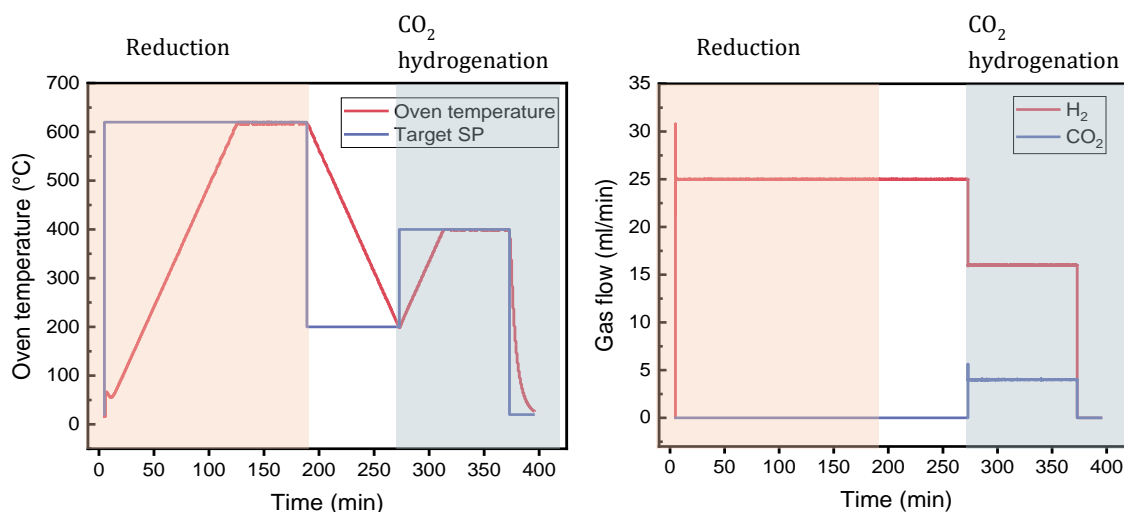 Reduction
CO₂
hydrogenation
700
600
500
400
300
200
100
0
Oven temperature (°C)
Oven temperature
Target SP
0 50 100 150 200 250 300 350 400
Time (min)
Reduction
CO₂
hydrogenation
35
30
25
20
15
10
5
0
Gas flow (ml/min)
H₂
CO₂
0 50 100 150 200 250 300 350 400
Time (min)